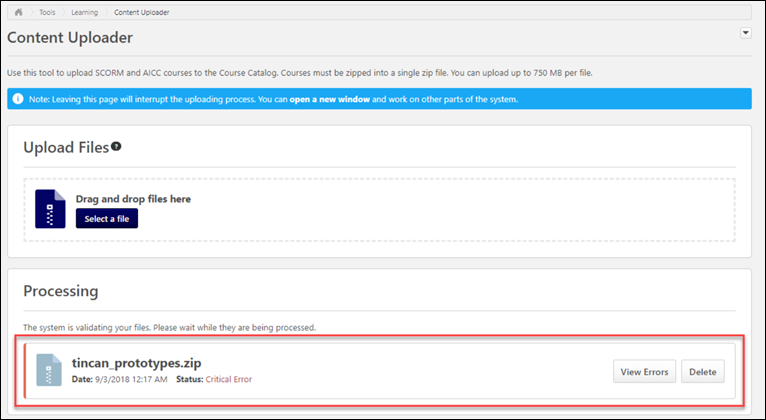 Tools Learning Content Uploader
Content Uploader
Use this tool to upload SCORM and AICC courses to the Course Catalog. Courses must be zipped into a single zip file. You can upload up to 750 MB per file.
Note: Leaving this page will interrupt the uploading process. You can open a new window and work on other parts of the system.
Upload Files
Drag and drop files here
Select a file
Processing
The system is validating your files. Please wait while they are being processed.
tincan_prototypes.zip
Date: 9/3/2018 12:17 AM Status: Critical Error
View Errors Delete